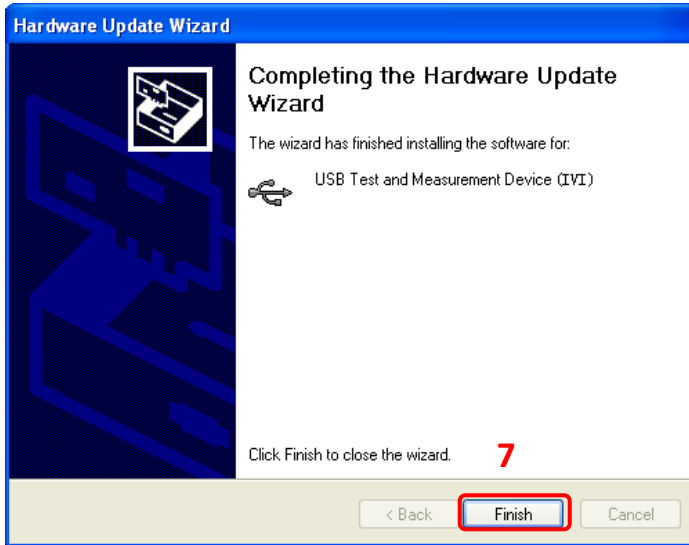 Hardware Update Wizard
Completing the Hardware Update
Wizard
The wizard has finished installing the software for:
USB Test and Measurement Device (IVI)
Click Finish to close the wizard.
7
< Back
Finish
Cancel